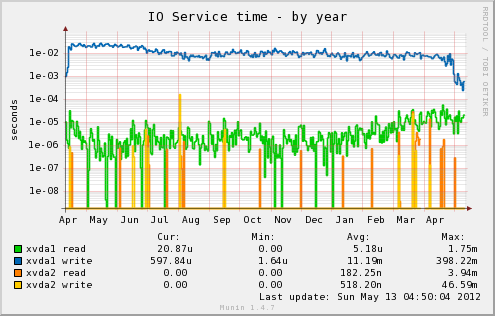 IO Service time - by year
RRDTOOL / TOBI OETIKER
seconds
1e-02
1e-03
1e-04
1e-05
1e-06
1e-07
1e-08
Apr May Jun Jul Aug Sep Oct Nov Dec Jan Feb Mar Apr
Cur: Min: Avg: Max:
xvda1 read 20.87u 0.00 5.18u 1.75m
xvda1 write 597.84u 1.64u 11.19m 398.22m
xvda2 read 0.00 0.00 182.25n 3.94m
xvda2 write 0.00 0.00 518.20n 46.59m
Last update: Sun May 13 04:50:04 2012
Munin 1.4.7